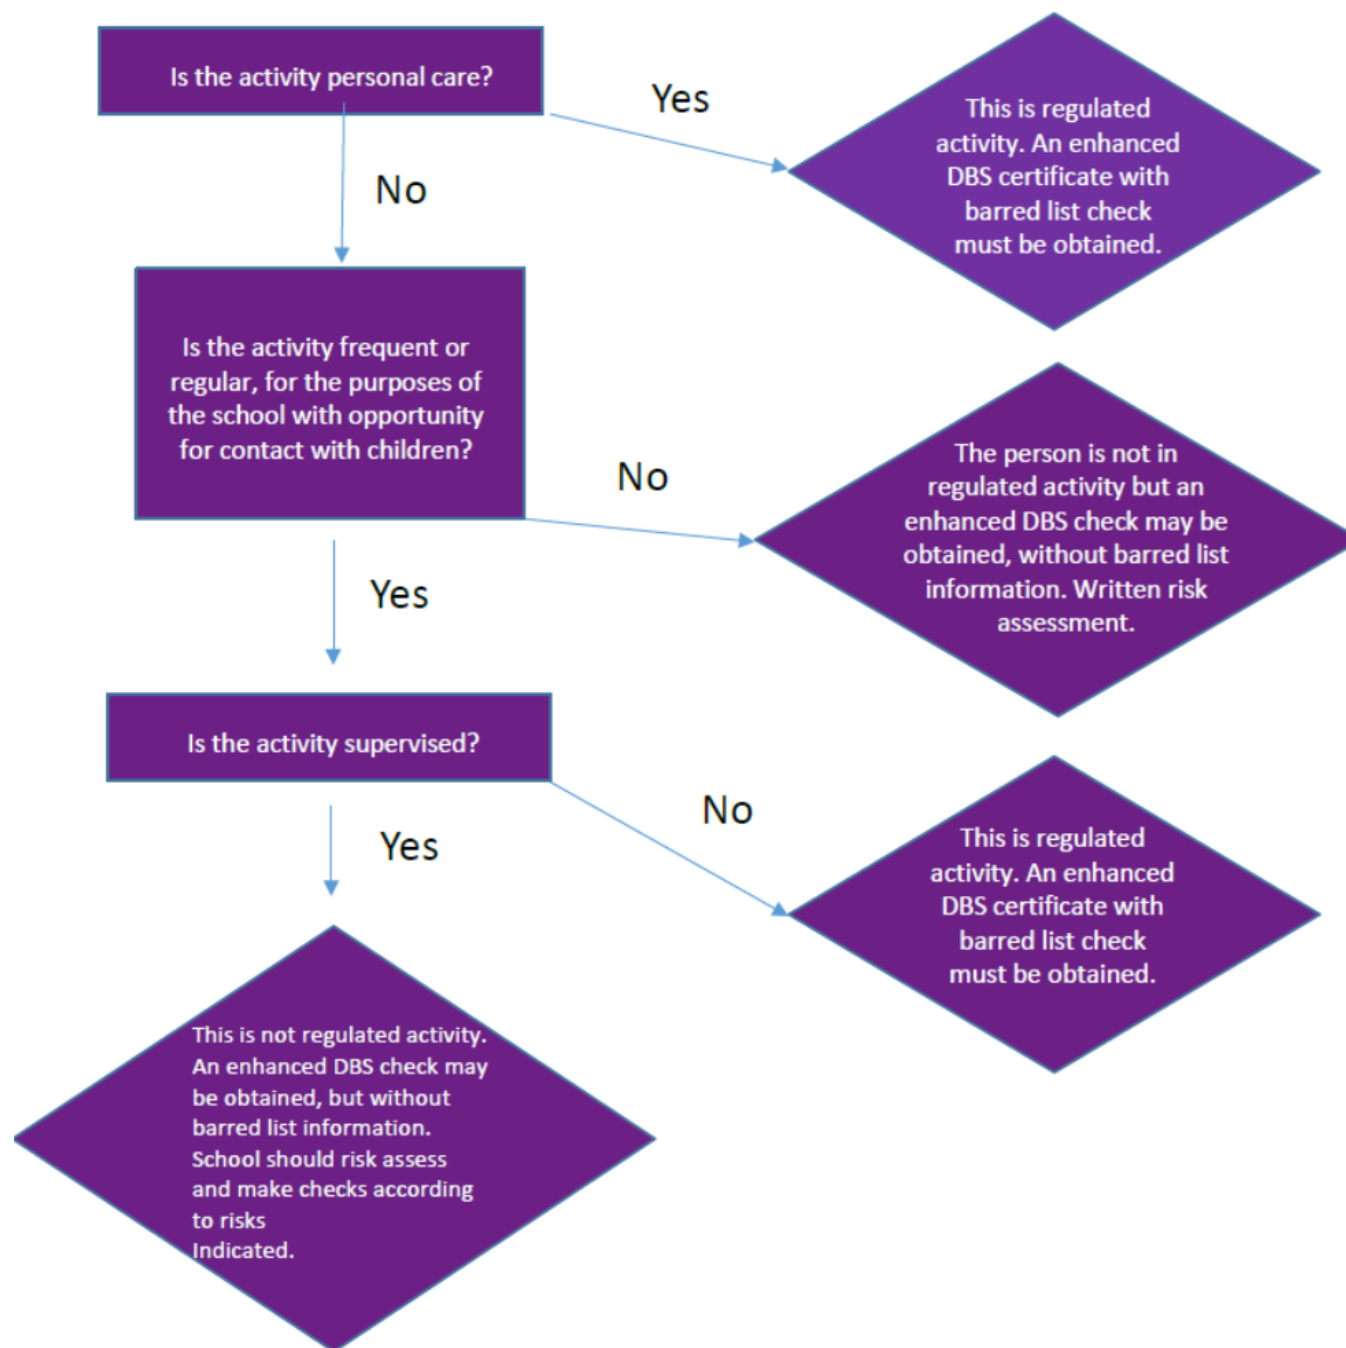 Is the activity personal care?
Yes
This is regulated
activity. An enhanced
DBS certificate with
barred list check
must be obtained.
No
Is the activity frequent or
regular, for the purposes of
the school with opportunity
for contact with children?
No
The person is not in
regulated activity but an
enhanced DBS check may be
obtained, without barred list
information. Written risk
assessment.
Yes
Is the activity supervised?
No
This is regulated
activity. An enhanced
DBS certificate with
barred list check
must be obtained.
Yes
This is not regulated activity.
An enhanced DBS check may
be obtained, but without
barred list information.
School should risk assess
and make checks according
to risks
Indicated.